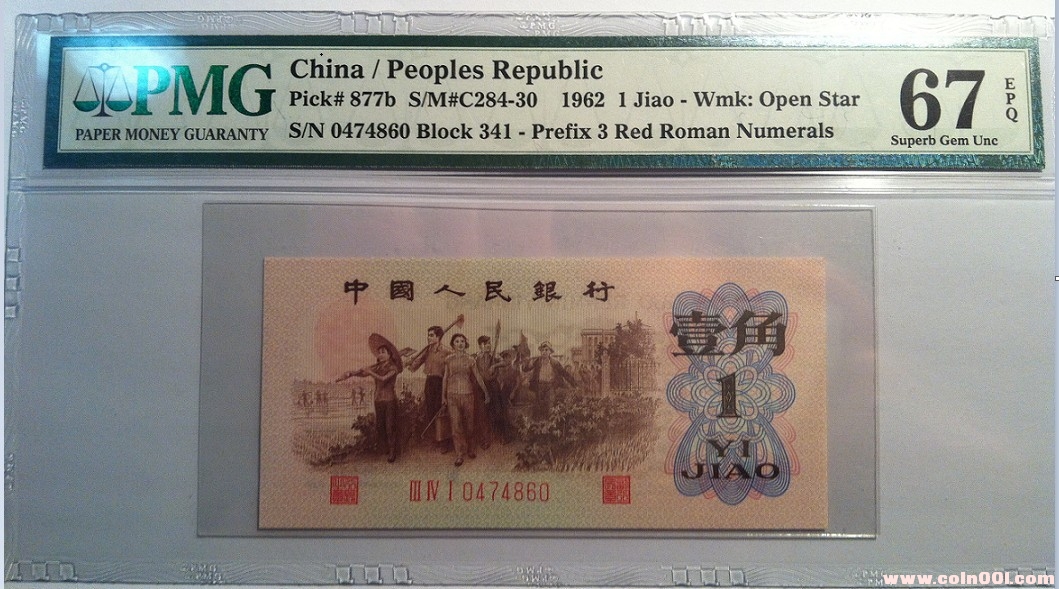 PMG
PAPER MONEY GUARANTY
China / Peoples Republic
Pick# 877b S/M#C284-30 1962 1 Jiao - Wmk: Open Star
S/N 0474860 Block 341 - Prefix 3 Red Roman Numerals
67
Superb Gem Unc
EPQ
中國人民銀行
壹角
1
YI
JIAO
III IV I 0474860
www.coin001.com